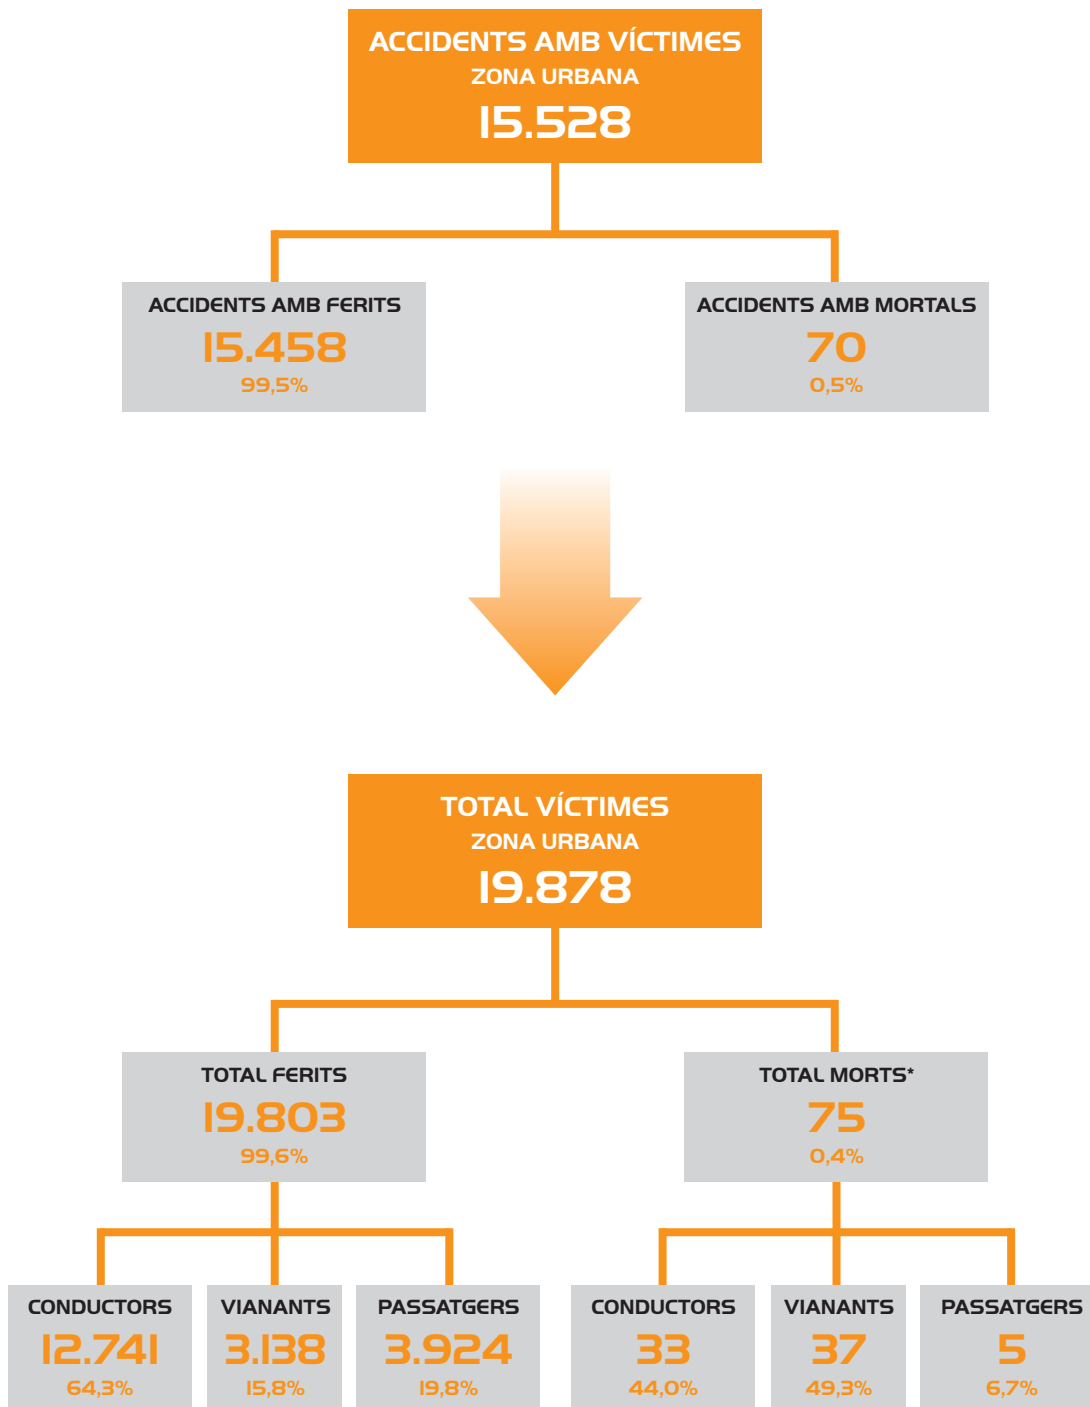 ACCIDENTS AMB VÍCTIMES
ZONA URBANA
15.528
ACCIDENTS AMB FERITS
15.458
99,5%
ACCIDENTS AMB MORTALS
70
0,5%
TOTAL VÍCTIMES
ZONA URBANA
19.878
TOTAL FERITS
19.803
99,6%
TOTAL MORTS*
75
0,4%
CONDUCTORS
12.741
64,3%
VIANANTS
3.138
15,8%
PASSATGERS
3.924
19,8%
CONDUCTORS
33
44,0%
VIANANTS
37
49,3%
PASSATGERS
5
6,7%